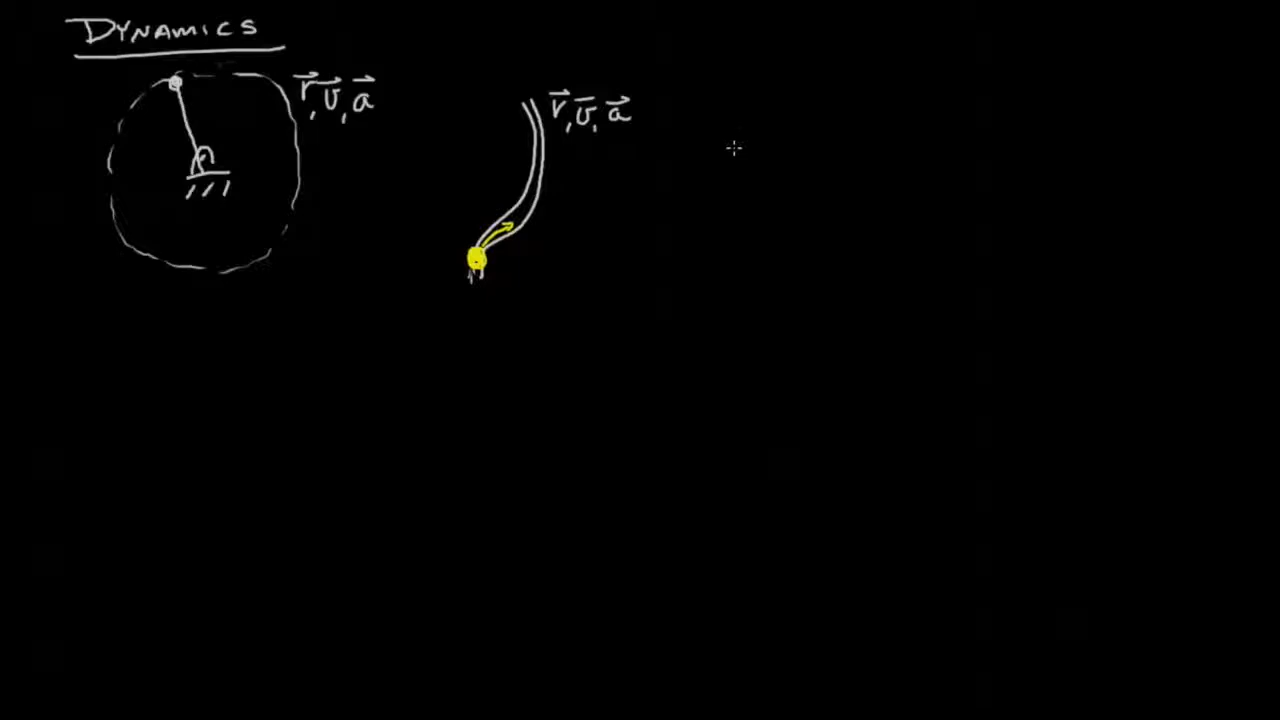 DYNAMICS
r⃗, v⃗, a⃗
r⃗, v⃗, a⃗